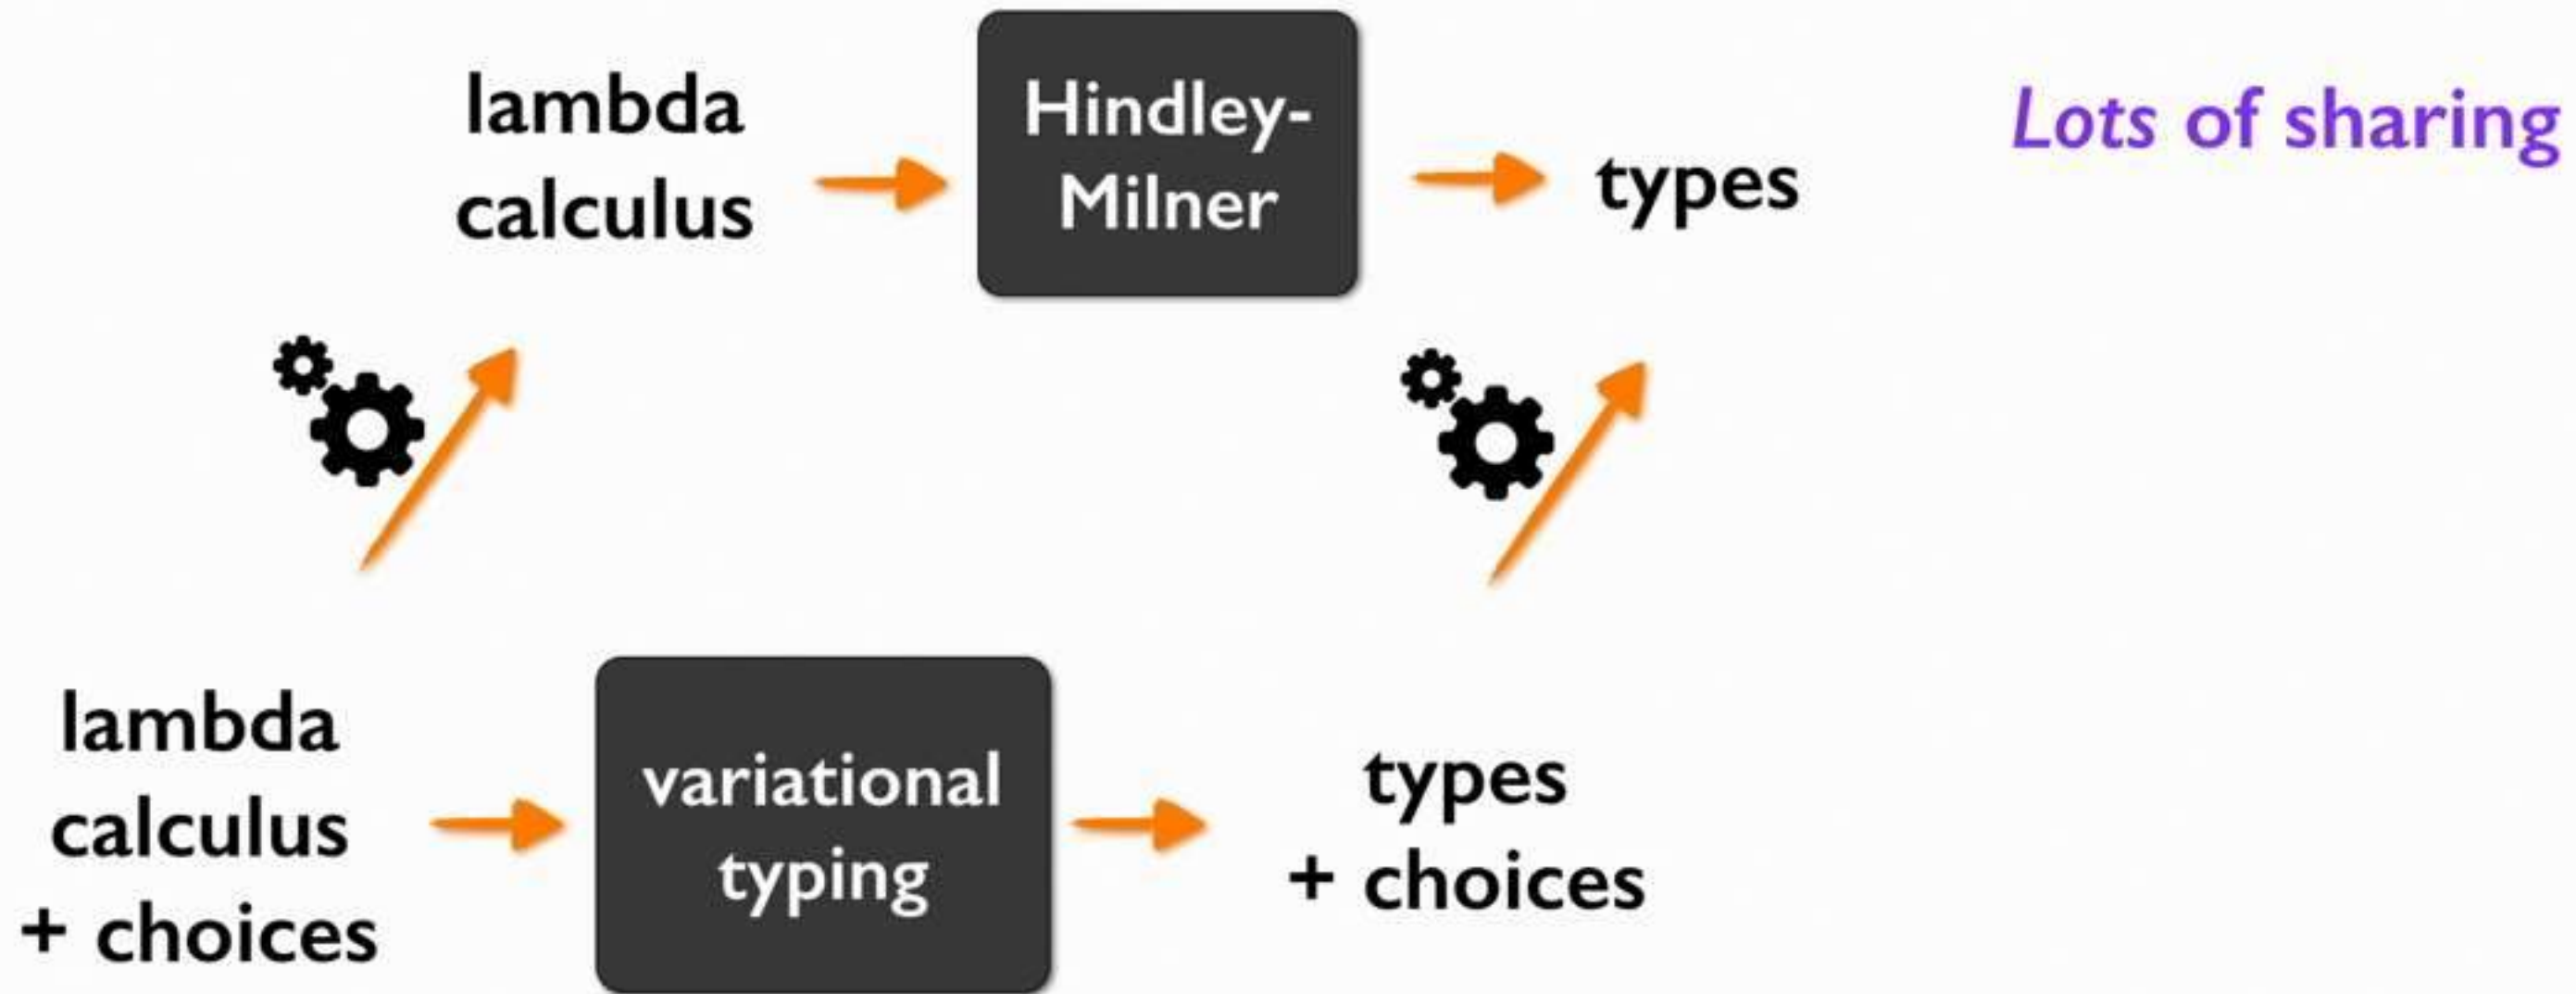 lambda
calculus
Hindley-
Milner
types
Lots of sharing
lambda
calculus
+ choices
variational
typing
types
+ choices